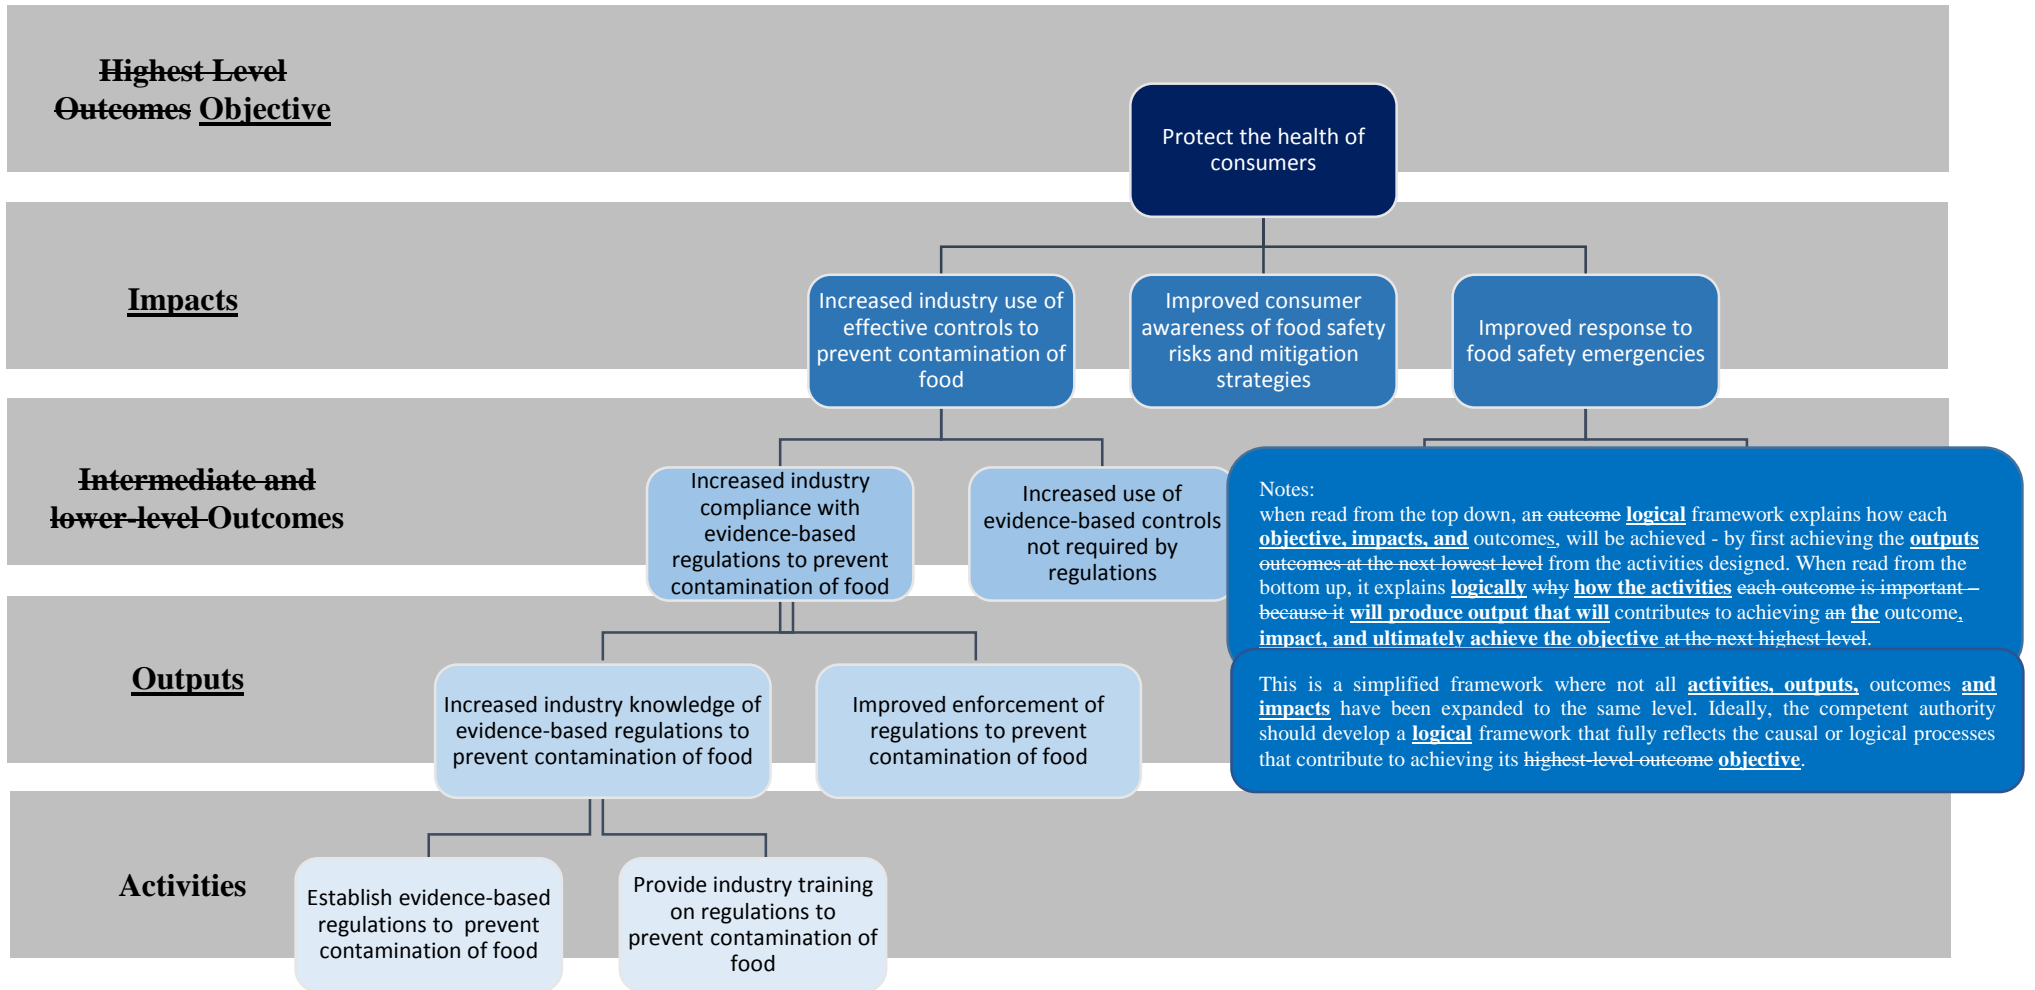 Highest Level
Outcomes Objective
Protect the health of
consumers
Impacts
Increased industry use of
effective controls to
prevent contamination of
food
Improved consumer
awareness of food safety
risks and mitigation
strategies
Improved response to
food safety emergencies
Intermediate and
lower-level Outcomes
Increased industry
compliance with
evidence-based
regulations to prevent
contamination of food
Increased use of
evidence-based controls
not required by
regulations
Notes:
when read from the top down, an outcome logical framework explains how each
objective, impacts, and outcomes, will be achieved - by first achieving the outputs
outcomes at the next lowest level from the activities designed. When read from the
bottom up, it explains logically why how the activities each outcome is important –
because it will produce output that will contributes to achieving an the outcome,
impact, and ultimately achieve the objective at the next highest level.
Outputs
Increased industry knowledge of
evidence-based regulations to
prevent contamination of food
Improved enforcement of
regulations to prevent
contamination of food
This is a simplified framework where not all activities, outputs, outcomes and
impacts have been expanded to the same level. Ideally, the competent authority
should develop a logical framework that fully reflects the causal or logical processes
that contribute to achieving its highest-level outcome objective.
Activities
Establish evidence-based
regulations to prevent
contamination of food
Provide industry training
on regulations to
prevent contamination of
food